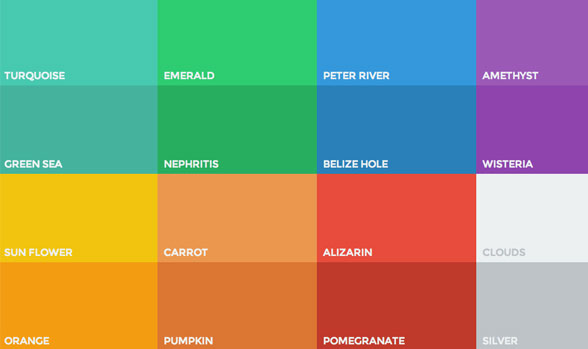 TURQUOISE
EMERALD
PETER RIVER
AMETHYST
GREEN SEA
NEPHRITIS
BELIZE HOLE
WISTERIA
SUN FLOWER
CARROT
ALIZARIN
CLOUDS
ORANGE
PUMPKIN
POMEGRANATE
SILVER